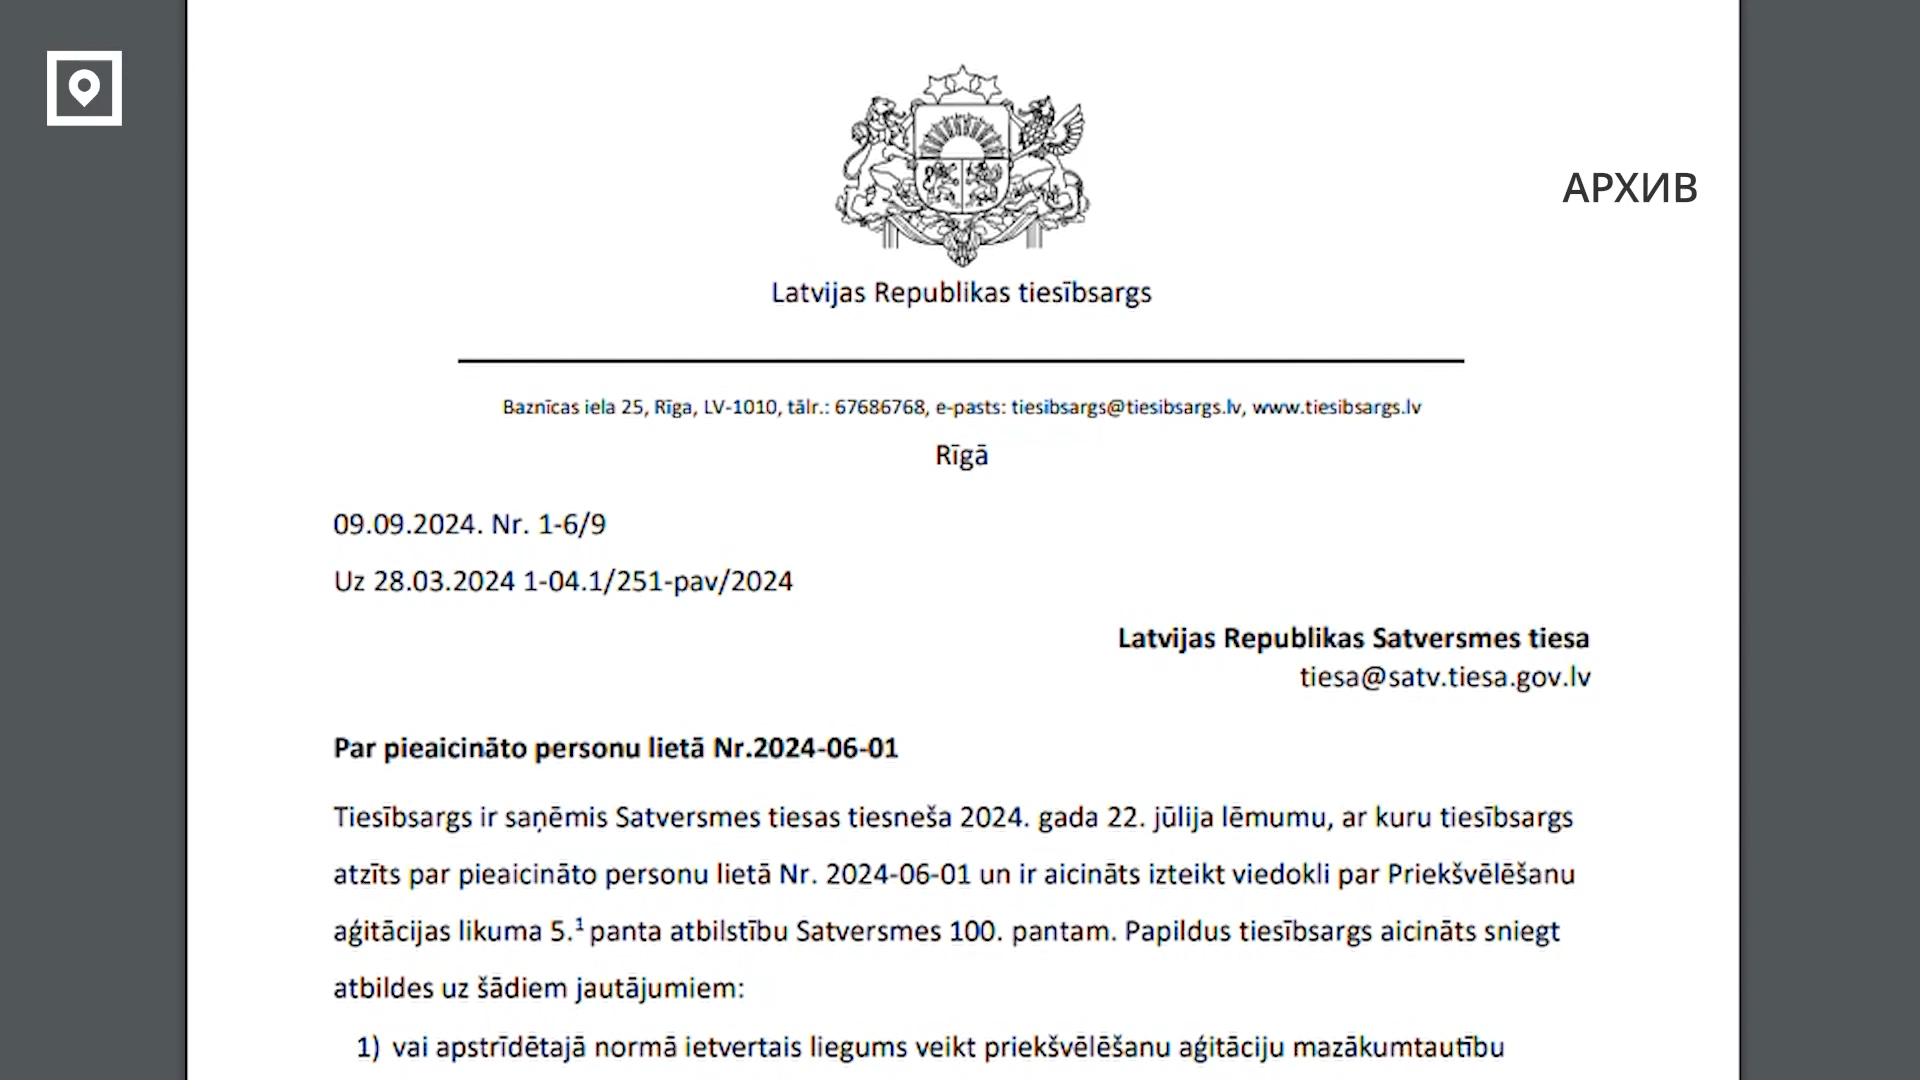 АРХИВ
Latvijas Republikas tiesībsargs
Baznīcas iela 25, Rīga, LV-1010, tālr.: 67686768, e-pasts: tiesibsargs@tiesibsargs.lv, www.tiesibsargs.lv
Rīgā
09.09.2024. Nr. 1-6/9
Uz 28.03.2024 1-04.1/251-pav/2024
Latvijas Republikas Satversmes tiesa
tiesa@satv.tiesa.gov.lv
Par pieaicināto personu lietā Nr.2024-06-01
Tiesībsargs ir saņēmis Satversmes tiesas tiesneša 2024. gada 22. jūlija lēmumu, ar kuru tiesībsargs
atzīts par pieaicināto personu lietā Nr. 2024-06-01 un ir aicināts izteikt viedokli par Priekšvēlēšanu
aģitācijas likuma 5.¹ panta atbilstību Satversmes 100. pantam. Papildus tiesībsargs aicināts sniegt
atbildes uz šādiem jautājumiem:
1) vai apstrīdētajā normā ietvertais liegums veikt priekšvēlēšanu aģitāciju mazākumtautību